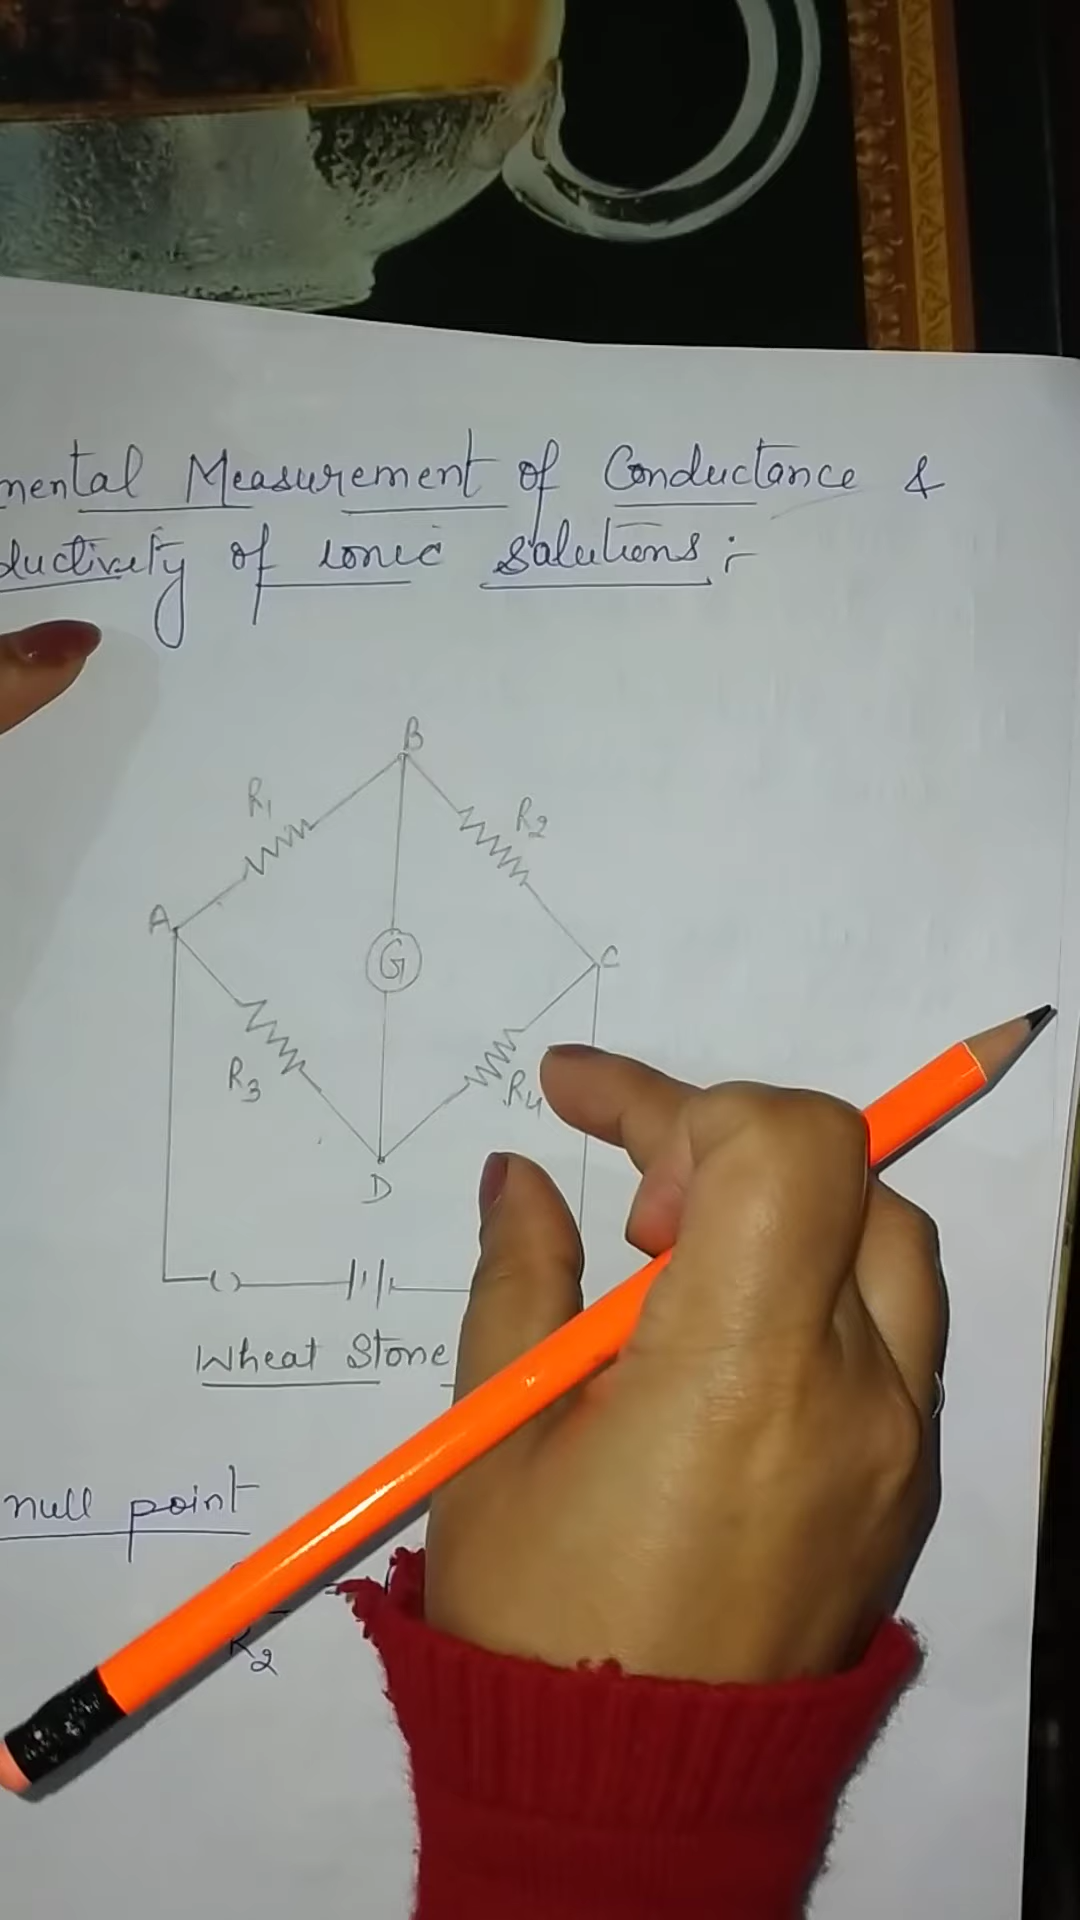 mental Measurement of Conductance &
ductivity of ionic Solutions :-
B
R1
R2
A
G
C
R3
R4
D
Wheat Stone
null point
R2